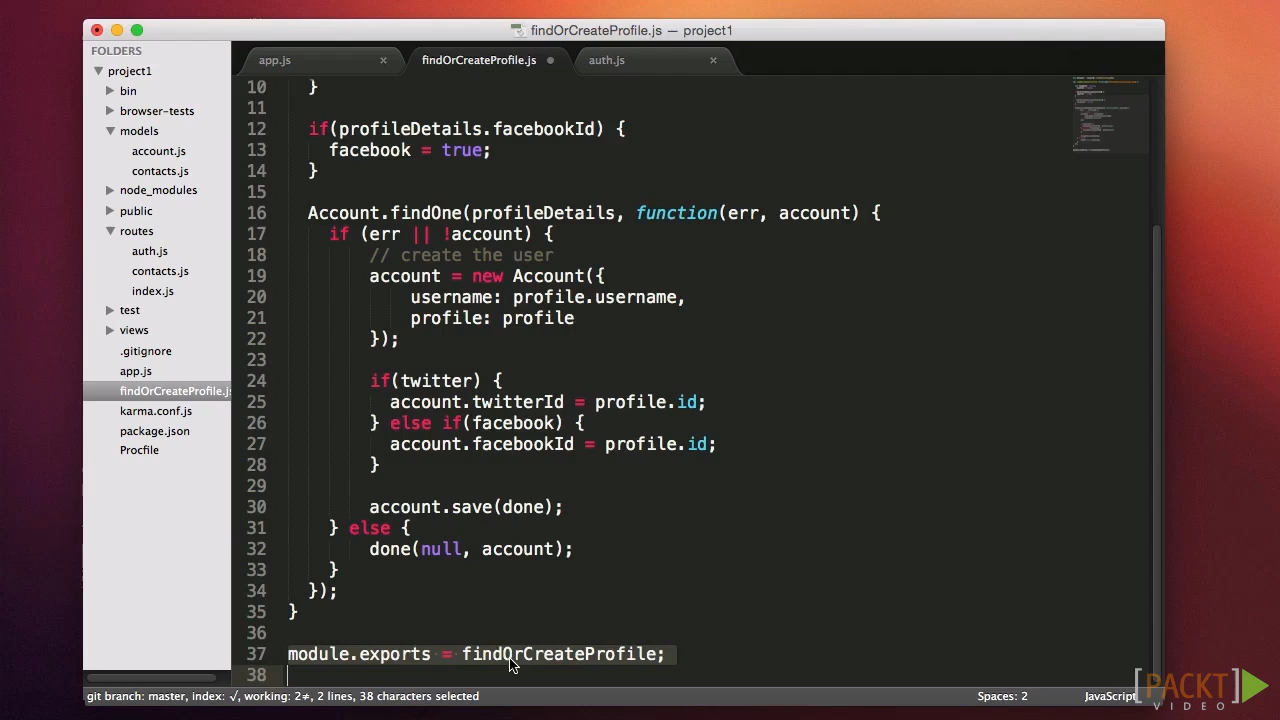 findOrCreateProfile.js — project1
FOLDERS
project1
bin
browser-tests
models
account.js
contacts.js
node_modules
public
routes
auth.js
contacts.js
index.js
test
views
.gitignore
app.js
findOrCreateProfile.js
karma.conf.js
package.json
Procfile
app.js
findOrCreateProfile.js
auth.js
10 }
11
12 if(profileDetails.facebookId) {
13 facebook = true;
14 }
15
16 Account.findOne(profileDetails, function(err, account) {
17 if (err || !account) {
18 // create the user
19 account = new Account({
20 username: profile.username,
21 profile: profile
22 });
23
24 if(twitter) {
25 account.twitterId = profile.id;
26 } else if(facebook) {
27 account.facebookId = profile.id;
28 }
29
30 account.save(done);
31 } else {
32 done(null, account);
33 }
34 });
35 }
36
37 module.exports = findOrCreateProfile;
38
git branch: master, index: √, working: 2≠, 2 lines, 38 characters selected
Spaces: 2
JavaScript
[PACKT]
VIDEO